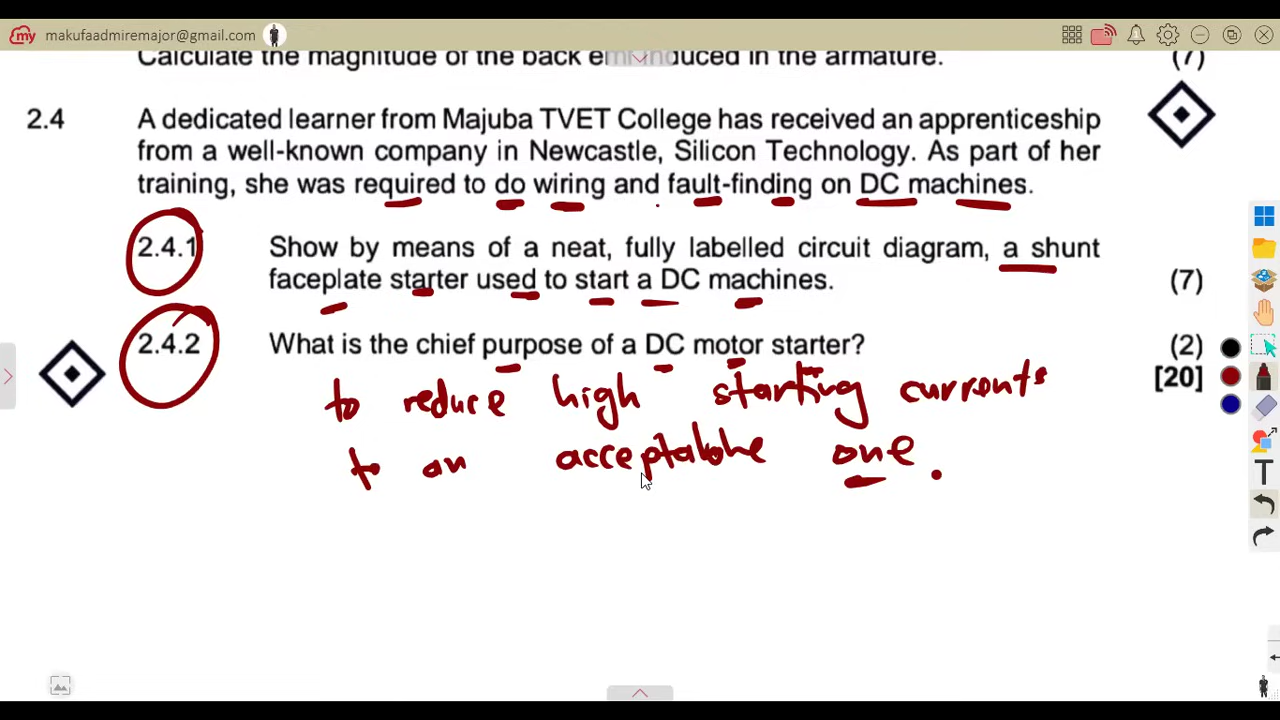 my makufaadmiremajor@gmail.com
Calculate the magnitude of the back emf induced in the armature. (7)
2.4 A dedicated learner from Majuba TVET College has received an apprenticeship
from a well-known company in Newcastle, Silicon Technology. As part of her
training, she was required to do wiring and fault-finding on DC machines.
2.4.1 Show by means of a neat, fully labelled circuit diagram, a shunt
faceplate starter used to start a DC machines. (7)
2.4.2 What is the chief purpose of a DC motor starter? (2)
[20]
to reduce high starting currents
to an acceptable one.
T